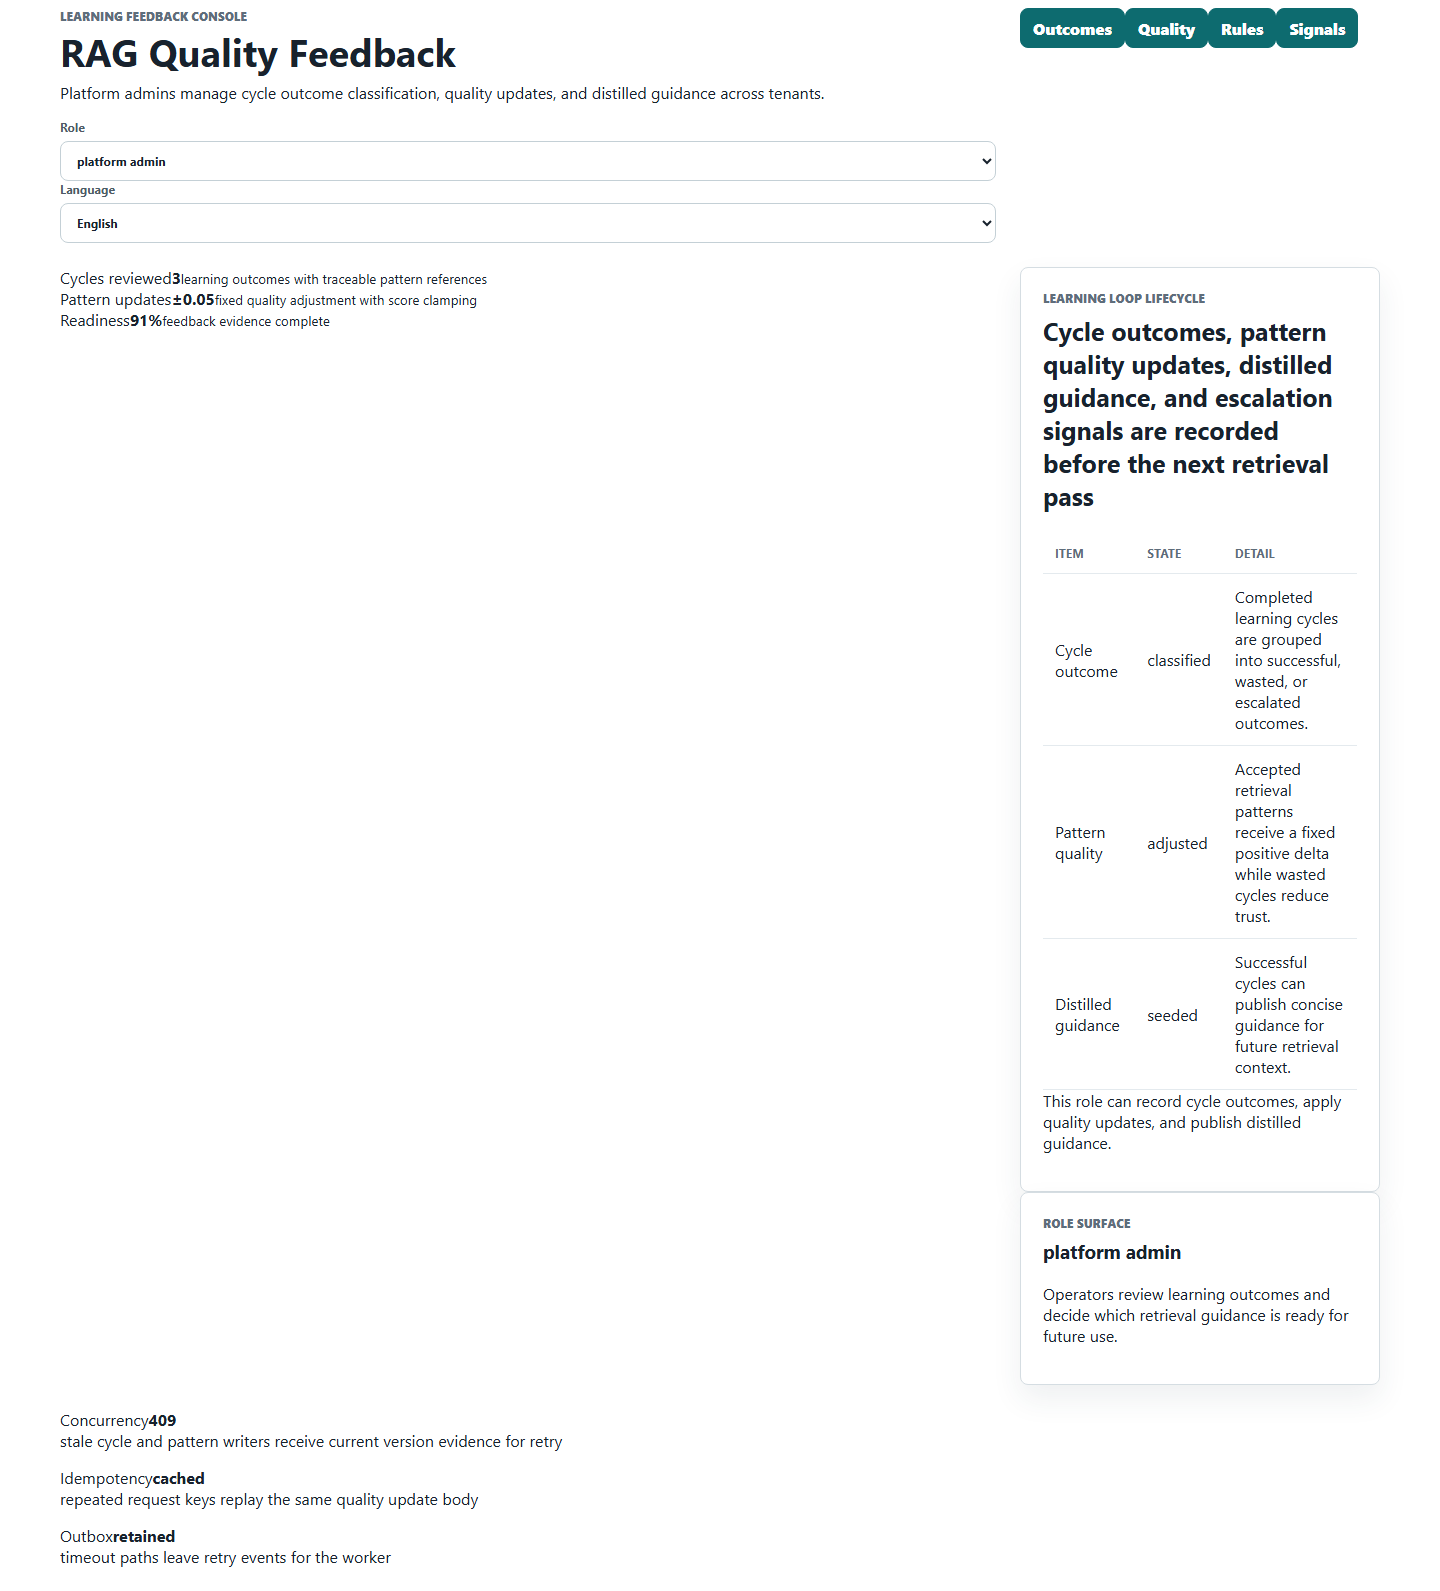 LEARNING FEEDBACK CONSOLE
RAG Quality Feedback
Platform admins manage cycle outcome classification, quality updates, and distilled guidance across tenants.
Role
platform admin
Language
English
Outcomes Quality Rules Signals
Cycles reviewed3learning outcomes with traceable pattern references
Pattern updates±0.05fixed quality adjustment with score clamping
Readiness91%feedback evidence complete
LEARNING LOOP LIFECYCLE
Cycle outcomes, pattern
quality updates, distilled
guidance, and escalation
signals are recorded
before the next retrieval
pass
ITEM STATE DETAIL
Cycle
outcome
classified
Completed
learning cycles
are grouped
into successful,
wasted, or
escalated
outcomes.
Pattern
quality
adjusted
Accepted
retrieval
patterns
receive a fixed
positive delta
while wasted
cycles reduce
trust.
Distilled
guidance
seeded
Successful
cycles can
publish concise
guidance for
future retrieval
context.
This role can record cycle outcomes, apply
quality updates, and publish distilled
guidance.
ROLE SURFACE
platform admin
Operators review learning outcomes and
decide which retrieval guidance is ready for
future use.
Concurrency409
stale cycle and pattern writers receive current version evidence for retry
Idempotencycached
repeated request keys replay the same quality update body
Outboxretained
timeout paths leave retry events for the worker